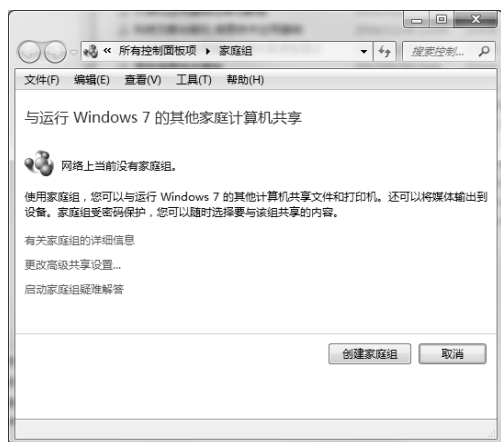 « 所有控制面板项 ▸ 家庭组
搜索控制...
文件(F) 编辑(E) 查看(V) 工具(T) 帮助(H)
与运行 Windows 7 的其他家庭计算机共享
网络上当前没有家庭组。
使用家庭组，您可以与运行 Windows 7 的其他计算机共享文件和打印机。还可以将媒体输出到
设备。家庭组受密码保护，您可以随时选择要与该组共享的内容。
有关家庭组的详细信息
更改高级共享设置...
启动家庭组疑难解答
创建家庭组 取消